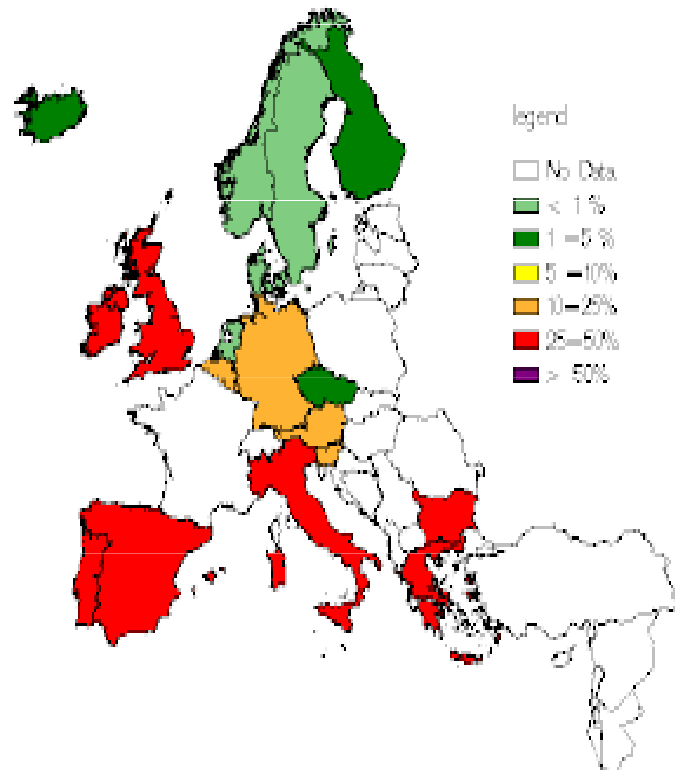 legend
No Data
< 1 %
1 –5 %
5 –10%
10–25%
25–50%
> 50%